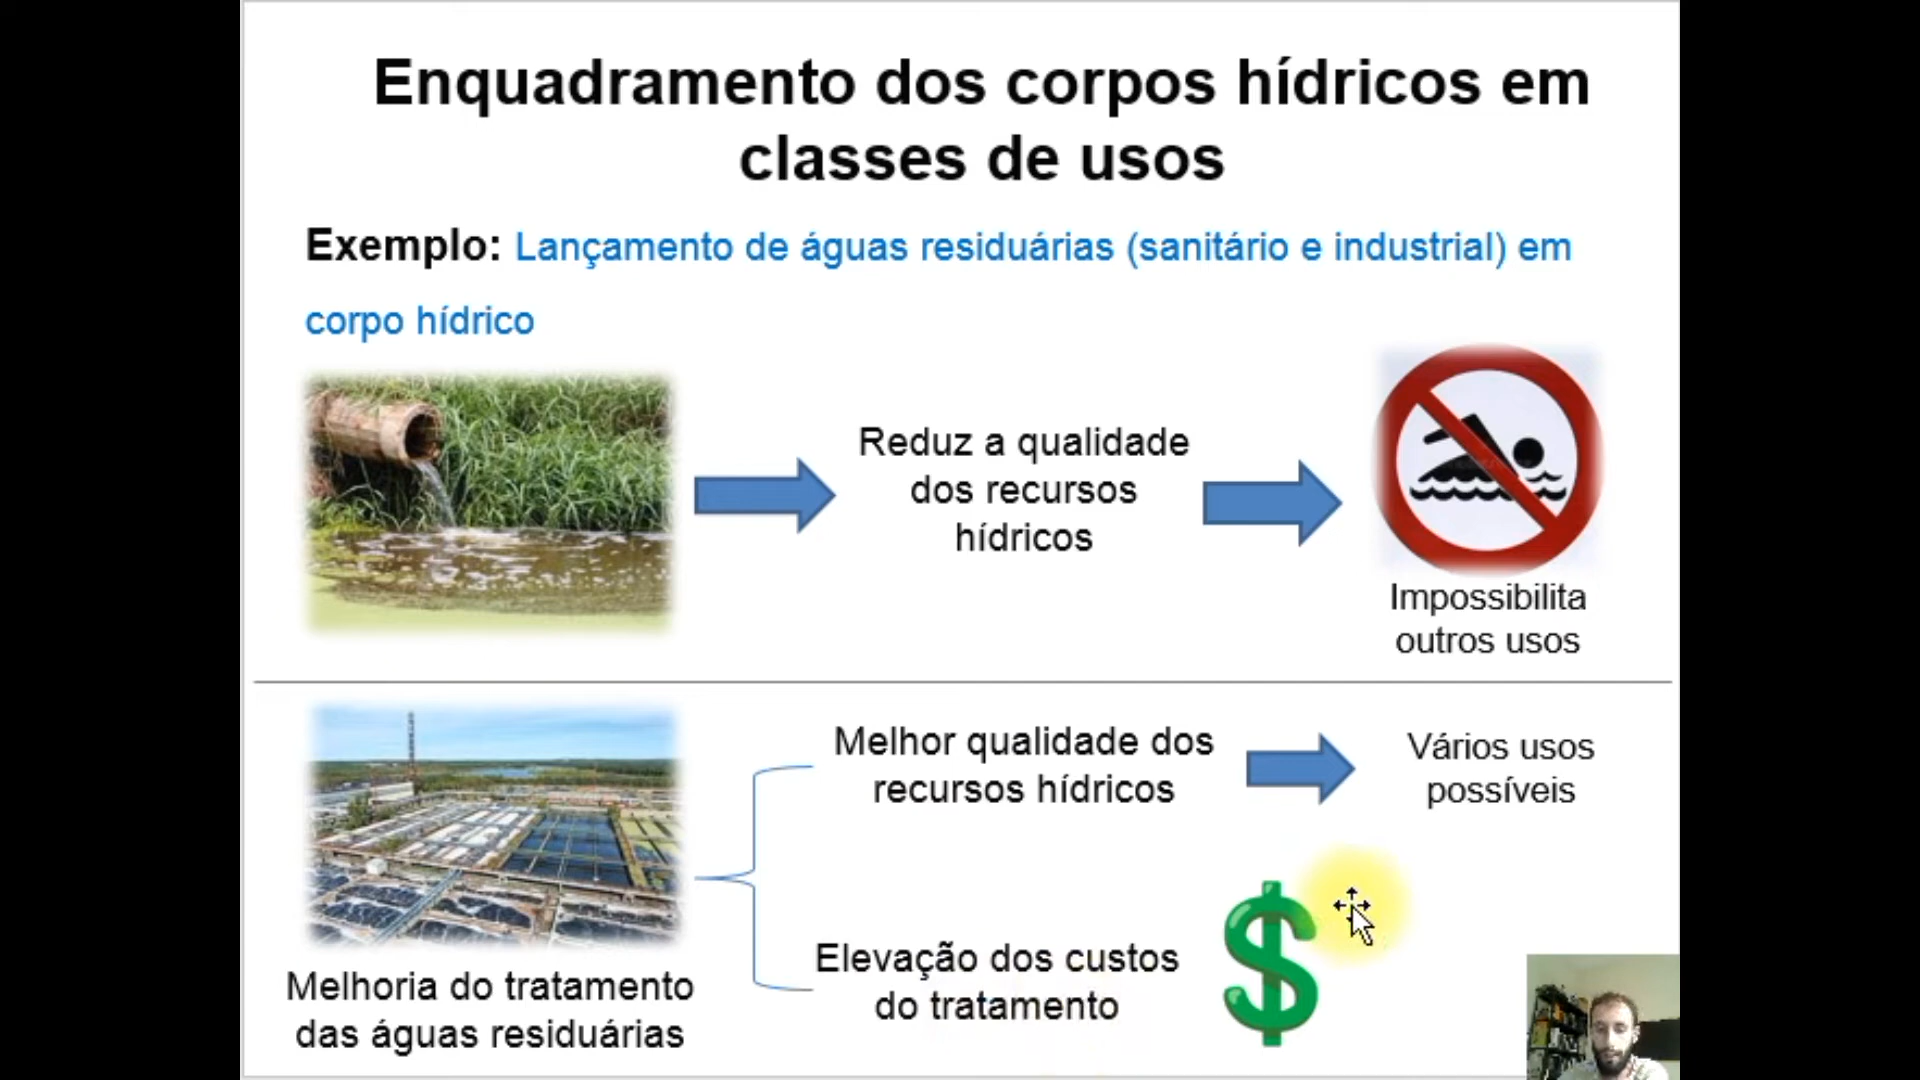 Enquadramento dos corpos hídricos em
classes de usos
Exemplo: Lançamento de águas residuárias (sanitário e industrial) em
corpo hídrico
Reduz a qualidade
dos recursos
hídricos
Impossibilita
outros usos
Melhoria do tratamento
das águas residuárias
Melhor qualidade dos
recursos hídricos
Vários usos
possíveis
Elevação dos custos
do tratamento
$